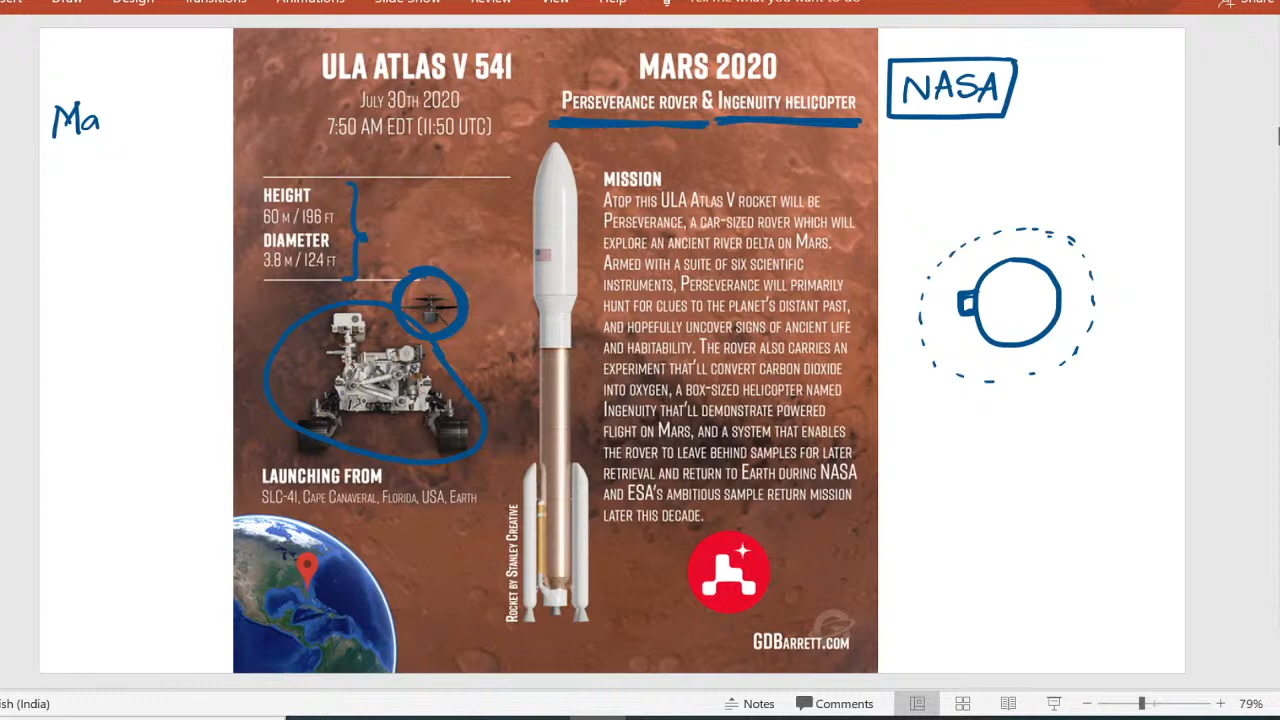 Draw
Design
Transitions
Animations
Slide Show
Review
View
Help
Tell me what you want to do
Share
Ma
ULA ATLAS V 541
JULY 30TH 2020
7:50 AM EDT (11:50 UTC)
HEIGHT
60 M / 196 FT
DIAMETER
3.8 M / 12.4 FT
LAUNCHING FROM
SLC-41, CAPE CANAVERAL, FLORIDA, USA, EARTH
ROCKET BY STANLEY CREATIVE
MARS 2020
PERSEVERANCE ROVER & INGENUITY HELICOPTER
MISSION
ATOP THIS ULA ATLAS V ROCKET WILL BE
PERSEVERANCE, A CAR-SIZED ROVER WHICH WILL
EXPLORE AN ANCIENT RIVER DELTA ON MARS.
ARMED WITH A SUITE OF SIX SCIENTIFIC
INSTRUMENTS, PERSEVERANCE WILL PRIMARILY
HUNT FOR CLUES TO THE PLANET'S DISTANT PAST,
AND HOPEFULLY UNCOVER SIGNS OF ANCIENT LIFE
AND HABITABILITY. THE ROVER ALSO CARRIES AN
EXPERIMENT THAT'LL CONVERT CARBON DIOXIDE
INTO OXYGEN, A BOX-SIZED HELICOPTER NAMED
INGENUITY THAT'LL DEMONSTRATE POWERED
FLIGHT ON MARS, AND A SYSTEM THAT ENABLES
THE ROVER TO LEAVE BEHIND SAMPLES FOR LATER
RETRIEVAL AND RETURN TO EARTH DURING NASA
AND ESA'S AMBITIOUS SAMPLE RETURN MISSION
LATER THIS DECADE.
GDBARRETT.COM
NASA
(India)
Notes
Comments
79%